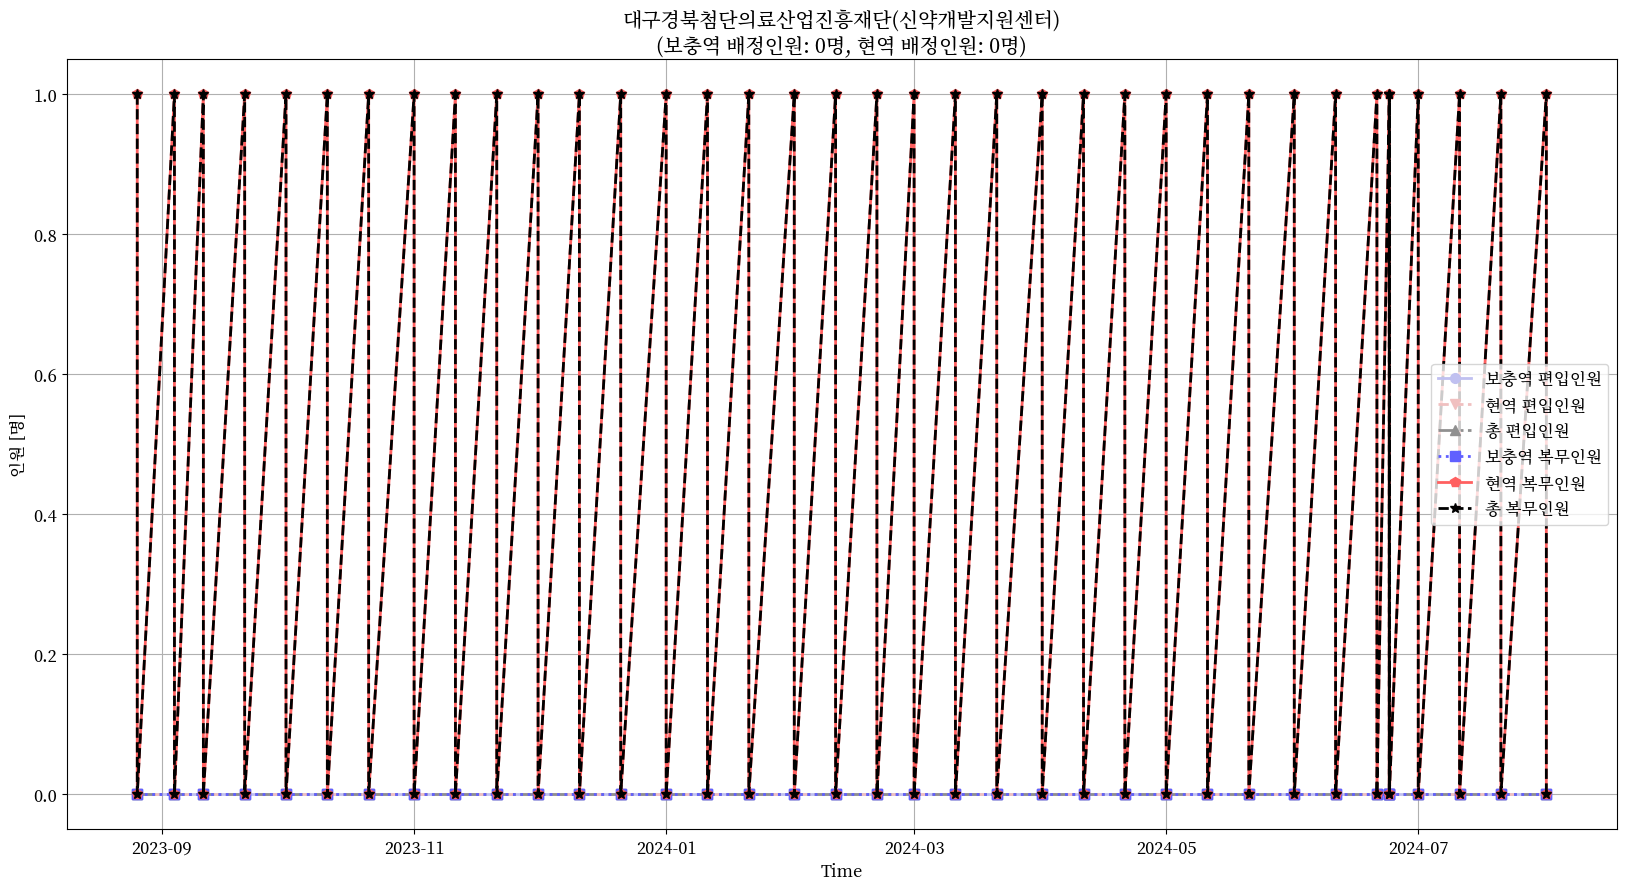 대구경북첨단의료산업진흥재단(신약개발지원센터)
(보충역 배정인원: 0명, 현역 배정인원: 0명)
인원 [명]
1.0
0.8
0.6
0.4
0.2
0.0
보충역 편입인원
현역 편입인원
총 편입인원
보충역 복무인원
현역 복무인원
총 복무인원
2023-09
2023-11
2024-01
2024-03
2024-05
2024-07
Time